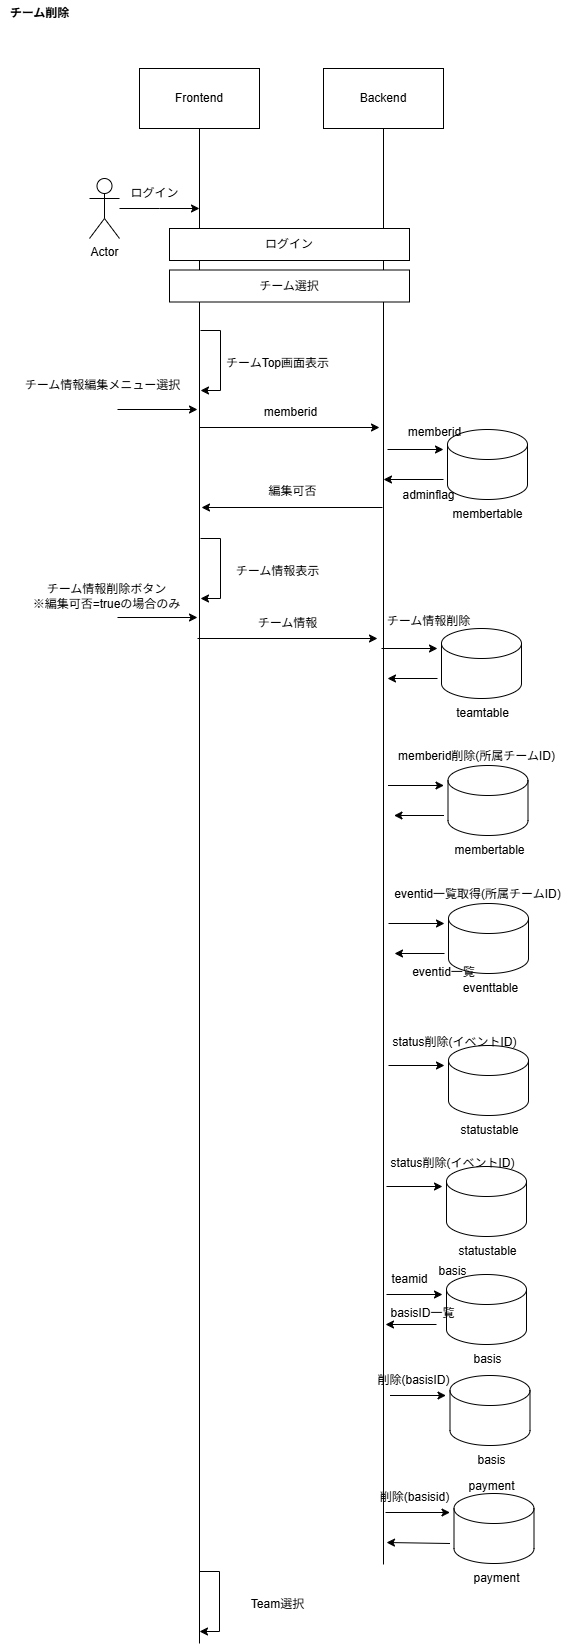 チーム削除
Frontend
Backend
ログイン
Actor
ログイン
チーム選択
チームTop画面表示
チーム情報編集メニュー選択
memberid
memberid
編集可否
adminflag
membertable
チーム情報表示
チーム情報削除ボタン
※編集可否=trueの場合のみ
チーム情報
チーム情報削除
teamtable
memberid削除(所属チームID)
membertable
eventid一覧取得(所属チームID)
eventid一覧
eventtable
status削除(イベントID)
statustable
status削除(イベントID)
statustable
basis
teamid
basisID一覧
basis
削除(basisID)
basis
payment
削除(basisid)
payment
Team選択